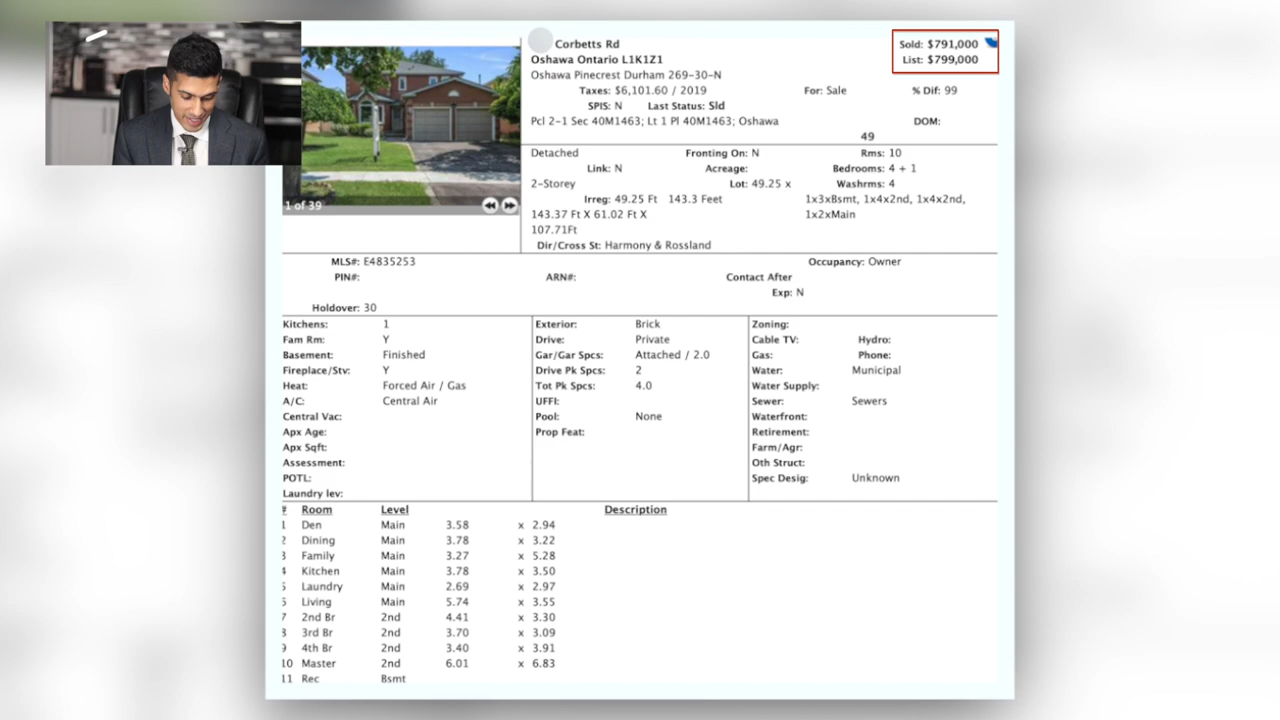 Corbetts Rd
Sold: $791,000
Oshawa Ontario L1K1Z1
List: $799,000
Oshawa Pinecrest Durham 269-30-N
Taxes: $6,101.60 / 2019 For: Sale % Dif: 99
SPIS: N Last Status: Sld
Pcl 2-1 Sec 40M1463; Lt 1 Pl 40M1463; Oshawa DOM:
49
Detached Fronting On: N Rms: 10
Link: N Acreage: Bedrooms: 4 + 1
2-Storey Lot: 49.25 x Washrms: 4
Irreg: 49.25 Ft 143.3 Feet 1x3xBsmt, 1x4x2nd, 1x4x2nd,
1 of 39
143.37 Ft X 61.02 Ft X 1x2xMain
107.71Ft
Dir/Cross St: Harmony & Rossland
MLS#: E4835253 Occupancy: Owner
PIN#: ARN#: Contact After
Exp: N
Holdover: 30
Kitchens: 1 Exterior: Brick Zoning:
Fam Rm: Y Drive: Private Cable TV: Hydro:
Basement: Finished Gar/Gar Spcs: Attached / 2.0 Gas: Phone:
Fireplace/Stv: Y Drive Pk Spcs: 2 Water: Municipal
Heat: Forced Air / Gas Tot Pk Spcs: 4.0 Water Supply:
A/C: Central Air UFFI: Sewer: Sewers
Central Vac: Pool: None Waterfront:
Apx Age: Prop Feat: Retirement:
Apx Sqft: Farm/Agr:
Assessment: Oth Struct:
POTL: Spec Desig: Unknown
Laundry lev:
# Room Level Description
1 Den Main 3.58 x 2.94
2 Dining Main 3.78 x 3.22
3 Family Main 3.27 x 5.28
4 Kitchen Main 3.78 x 3.50
5 Laundry Main 2.69 x 2.97
6 Living Main 5.74 x 3.55
7 2nd Br 2nd 4.41 x 3.30
8 3rd Br 2nd 3.70 x 3.09
9 4th Br 2nd 3.40 x 3.91
10 Master 2nd 6.01 x 6.83
11 Rec Bsmt